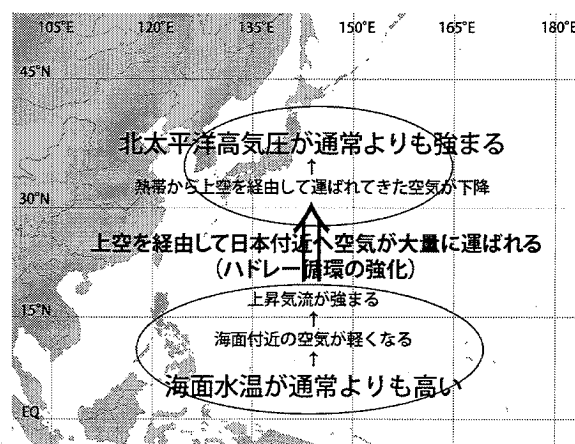 105°E 120°E 135°E 150°E 165°E 180°E
45°N
北太平洋高気圧が通常よりも強まる
↑
熱帯から上空を経由して運ばれてきた空気が下降
30°N
上空を経由して日本付近へ空気が大量に運ばれる
(ハドレー循環の強化)
上昇気流が強まる
15°N
↑
海面付近の空気が軽くなる
↑
海面水温が通常よりも高い
EQ